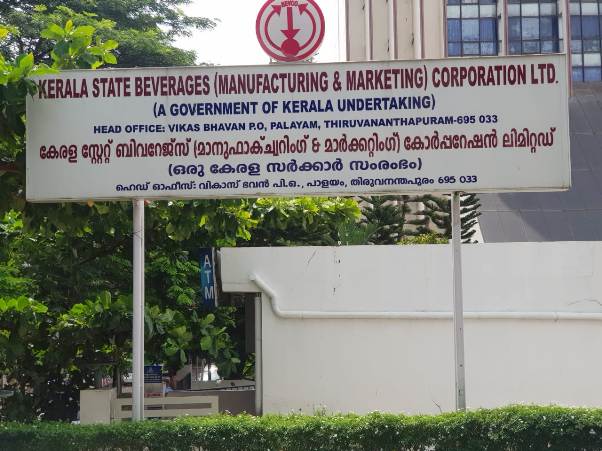 BEVCO
KERALA STATE BEVERAGES (MANUFACTURING & MARKETING) CORPORATION LTD.
(A GOVERNMENT OF KERALA UNDERTAKING)
HEAD OFFICE: VIKAS BHAVAN P.O, PALAYAM, THIRUVANANTHAPURAM-695 033
കേരള സ്റ്റേറ്റ് ബിവറേജ്സ് (മാനുഫാക്ച്വറിംഗ് & മാർക്കറ്റിംഗ്) കോർപ്പറേഷൻ ലിമിറ്റഡ്
(ഒരു കേരള സർക്കാർ സംരംഭം)
ഹെഡ് ഓഫീസ്: വികാസ് ഭവൻ പി.ഒ., പാളയം, തിരുവനന്തപുരം 695 033
ATM